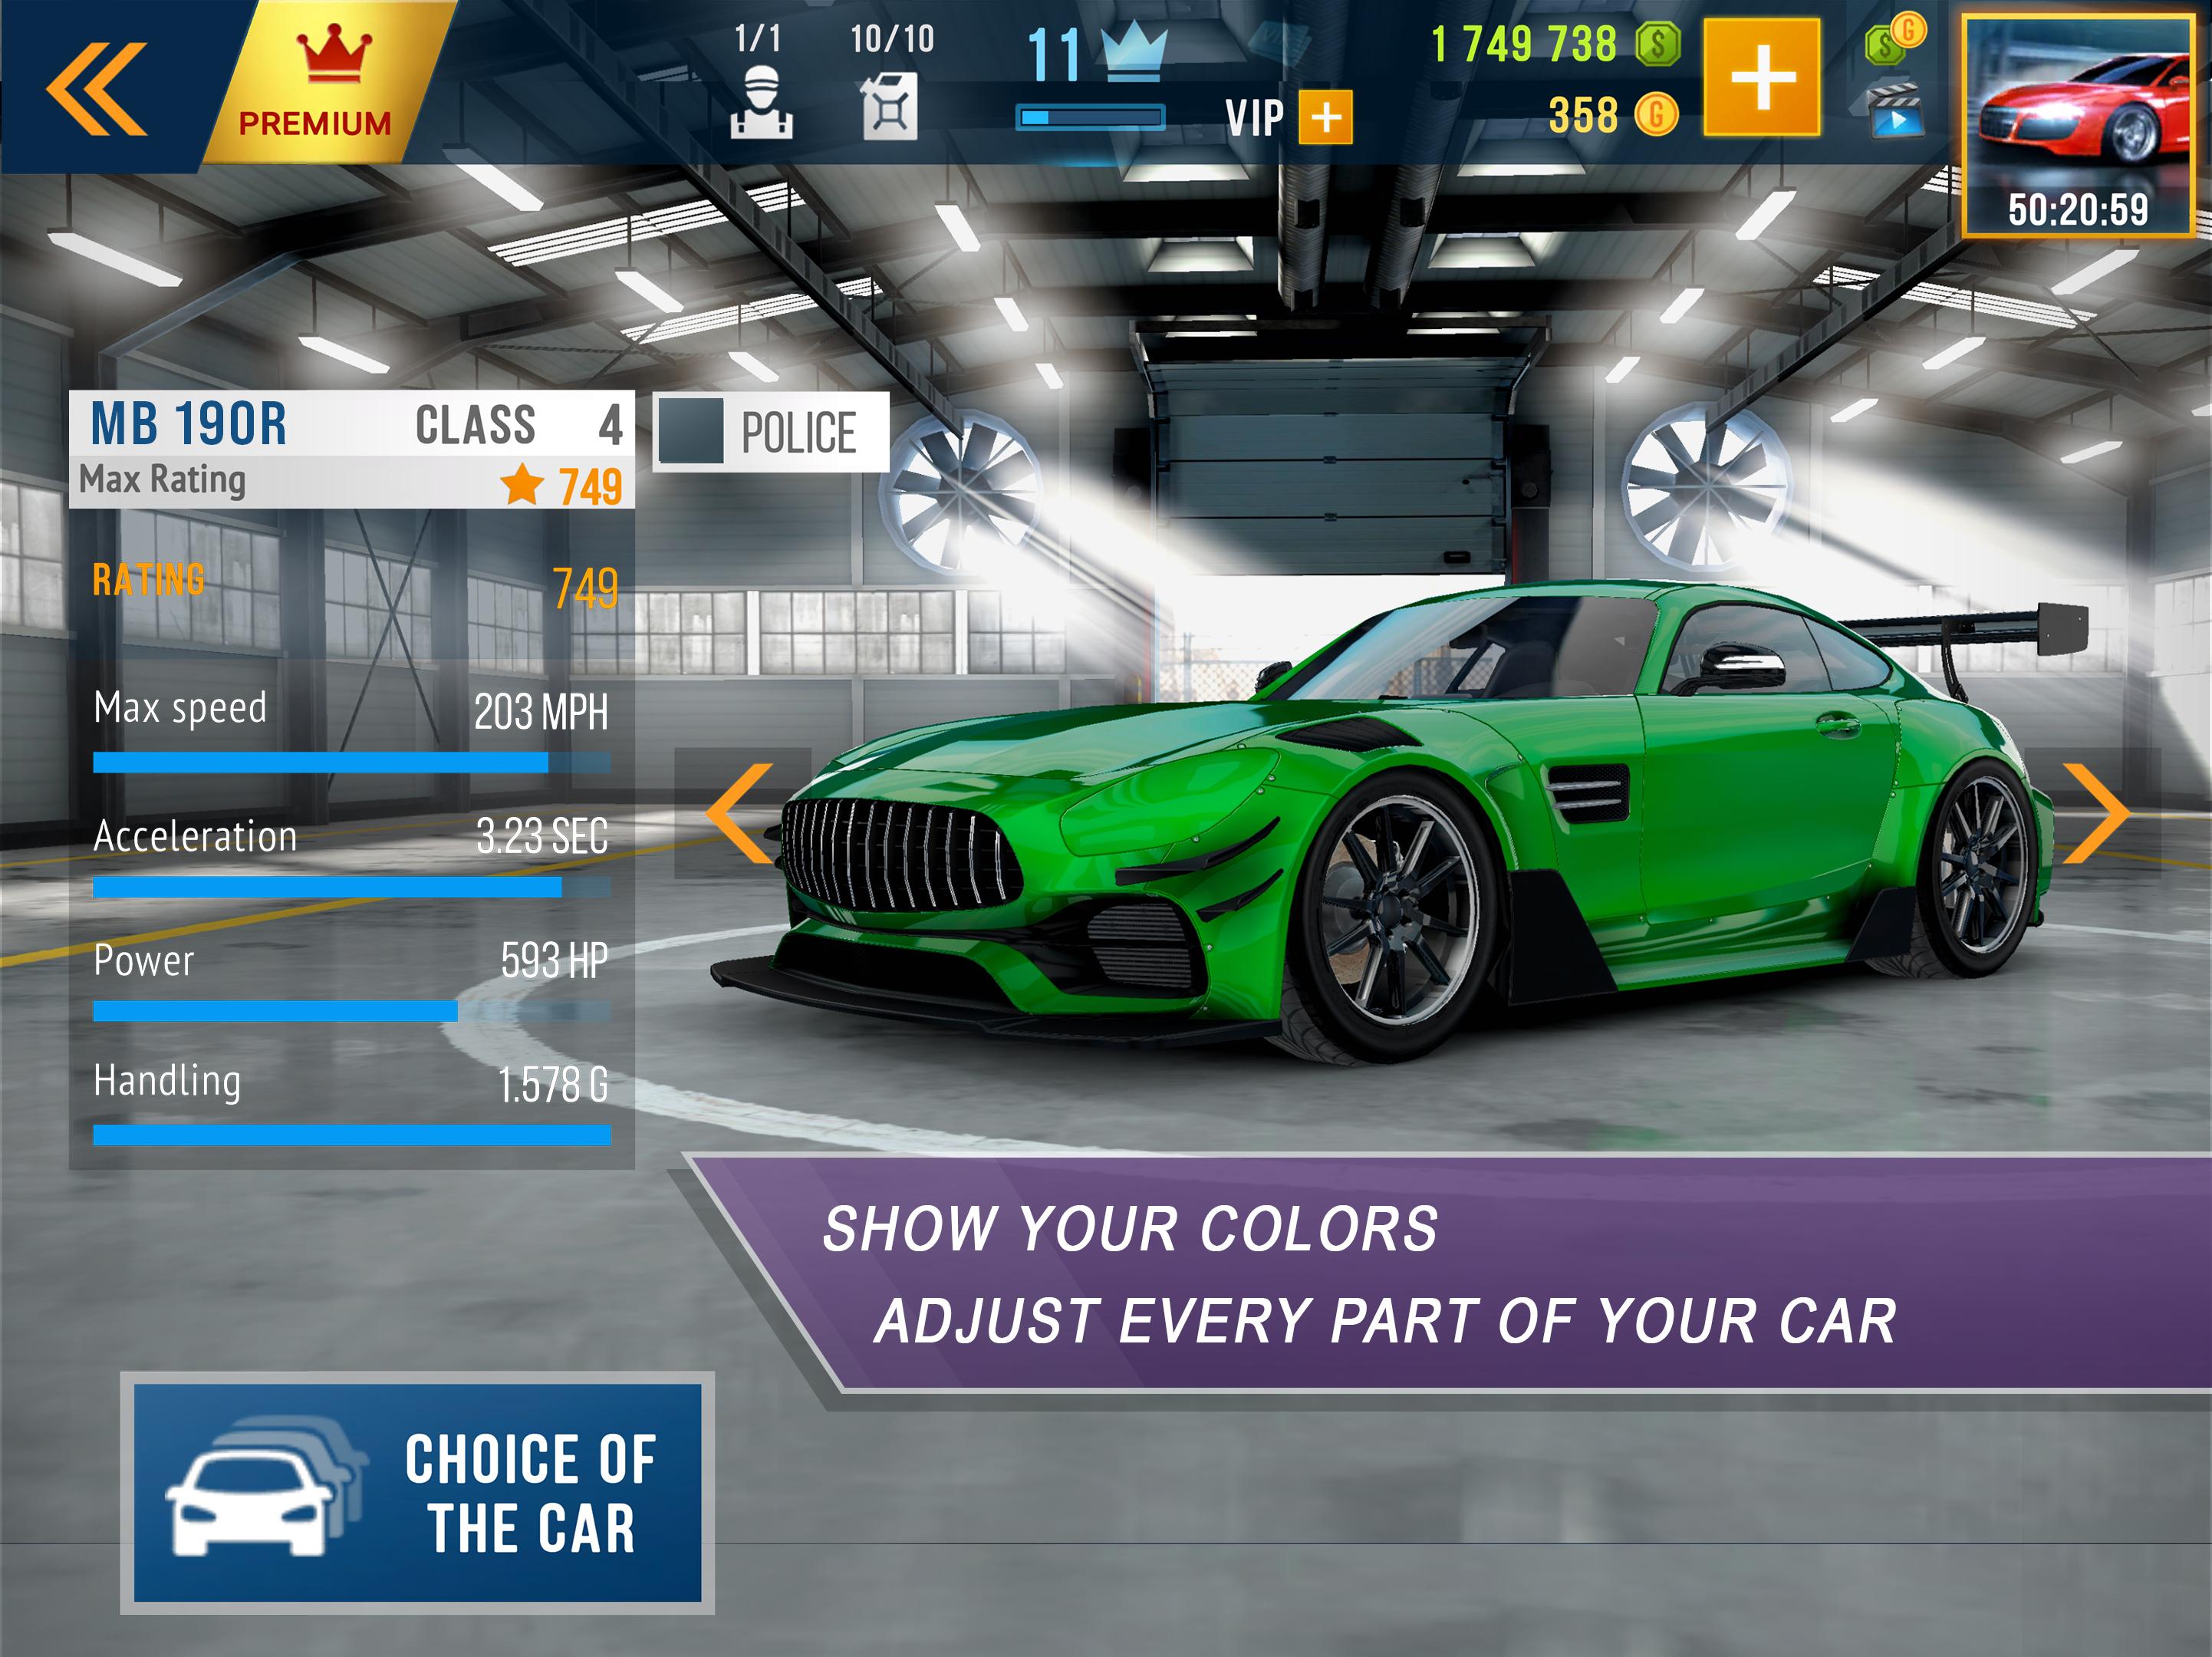 PREMIUM
1/1
10/10
11
VIP
1 749 738
358
50:20:59
MB 190R CLASS 4
Max Rating 749
POLICE
RATING 749
Max speed 203 MPH
Acceleration 3.23 SEC
Power 593 HP
Handling 1.578 G
SHOW YOUR COLORS
ADJUST EVERY PART OF YOUR CAR
CHOICE OF
THE CAR